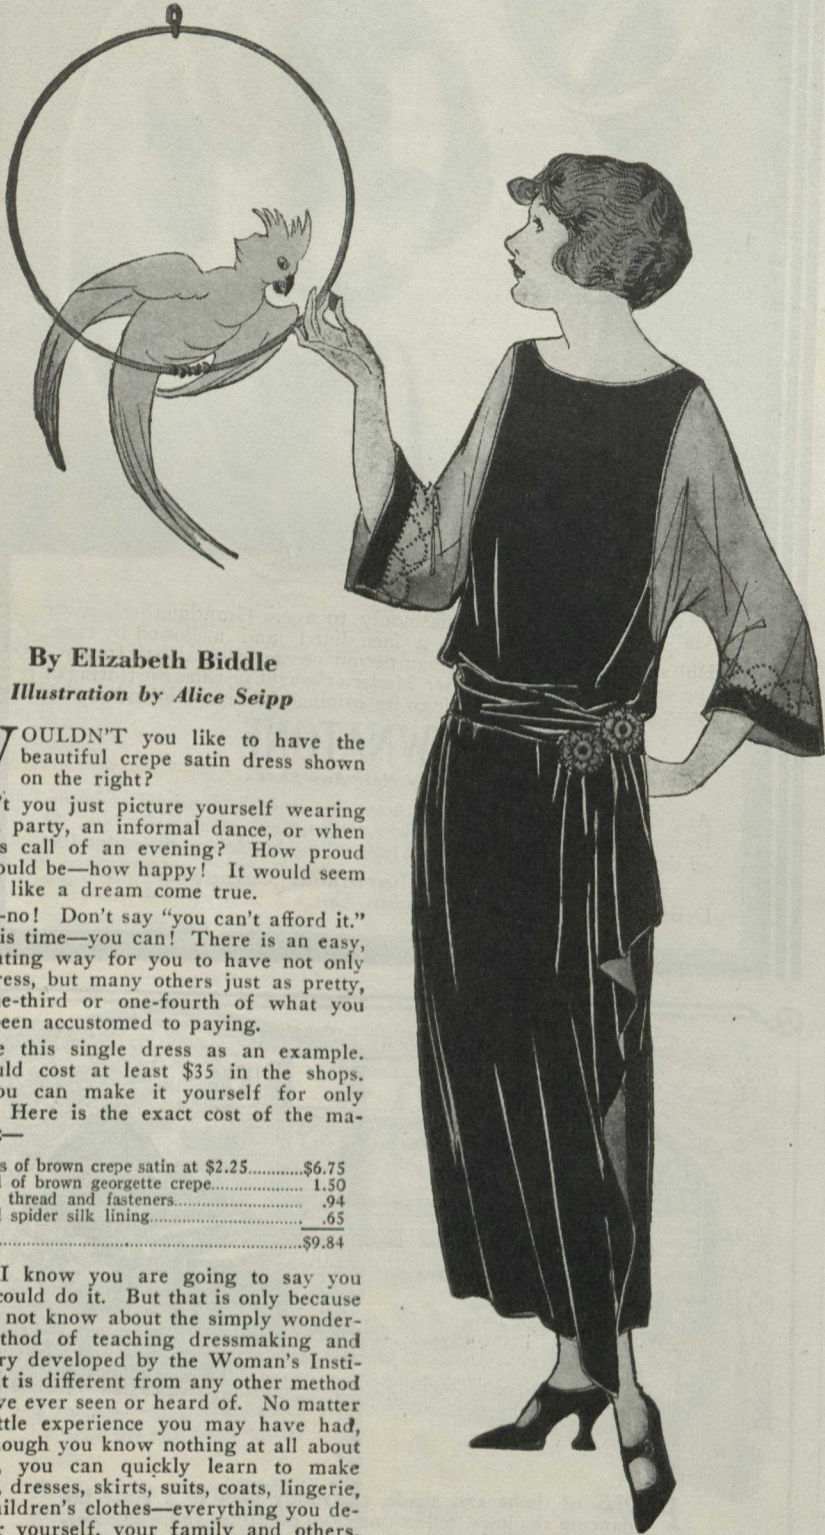 By Elizabeth Biddle
Illustration by Alice Seipp
WOULDN'T you like to have the
beautiful crepe satin dress shown
on the right?
't you just picture yourself wearing
party, an informal dance, or when
s call of an evening? How proud
ould be—how happy! It would seem
like a dream come true.
-no! Don't say "you can't afford it."
is time—you can! There is an easy,
ating way for you to have not only
ress, but many others just as pretty,
e-third or one-fourth of what you
een accustomed to paying.
e this single dress as an example.
uld cost at least $35 in the shops.
ou can make it yourself for only
Here is the exact cost of the ma-
:—
s of brown crepe satin at $2.25...........$6.75
l of brown georgette crepe.................. 1.50
thread and fasteners......................... .94
l spider silk lining.............................. .65
............................................................$9.84
I know you are going to say you
could do it. But that is only because
not know about the simply wonder-
thod of teaching dressmaking and
ry developed by the Woman's Insti-
t is different from any other method
ve ever seen or heard of. No matter
ttle experience you may have had,
ough you know nothing at all about
, you can quickly learn to make
, dresses, skirts, suits, coats, lingerie,
ildren's clothes—everything you de-
r yourself, your family and others.